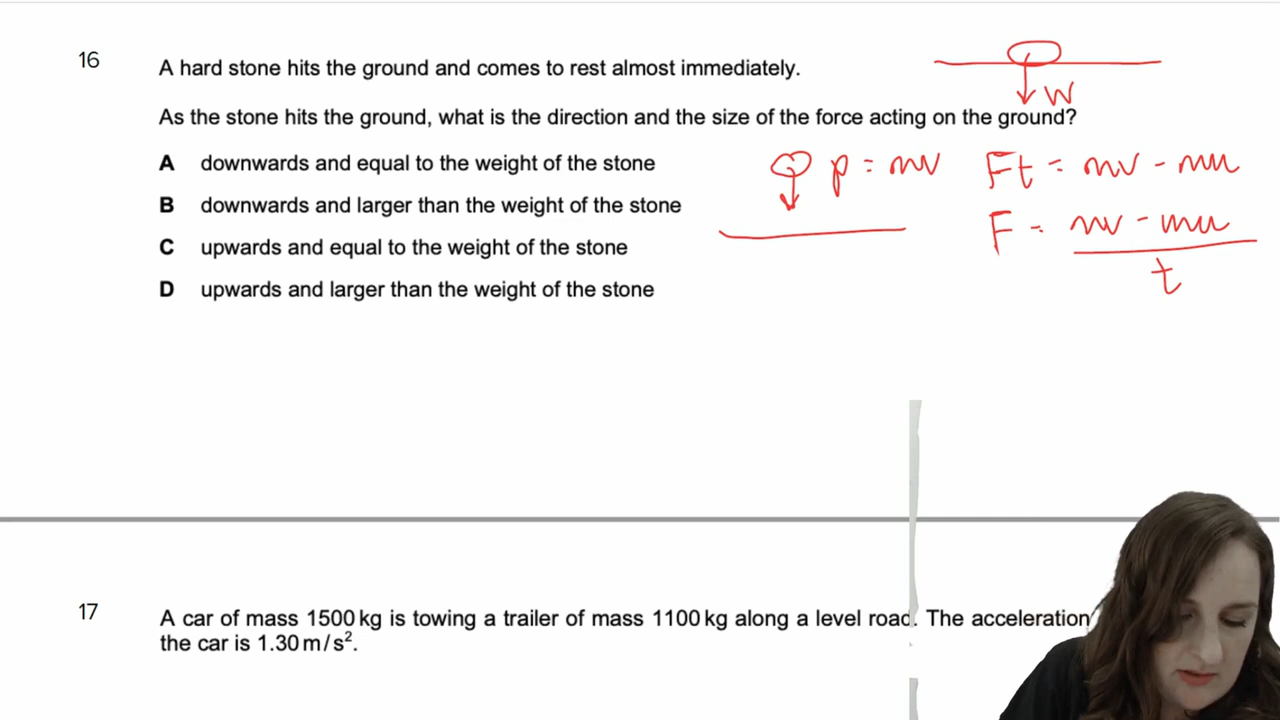 16
A hard stone hits the ground and comes to rest almost immediately.
W
As the stone hits the ground, what is the direction and the size of the force acting on the ground?
A downwards and equal to the weight of the stone
p = mv
Ft = mv - mu
B downwards and larger than the weight of the stone
F = mv - mu
t
C upwards and equal to the weight of the stone
D upwards and larger than the weight of the stone
17
A car of mass 1500 kg is towing a trailer of mass 1100 kg along a level road. The acceleration
the car is 1.30 m/s².